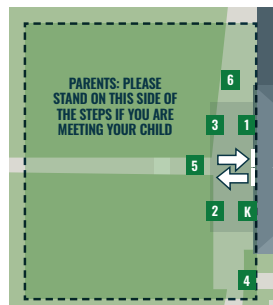 PARENTS: PLEASE
STAND ON THIS SIDE OF
THE STEPS IF YOU ARE
MEETING YOUR CHILD
6
3 1
5
2 K
4